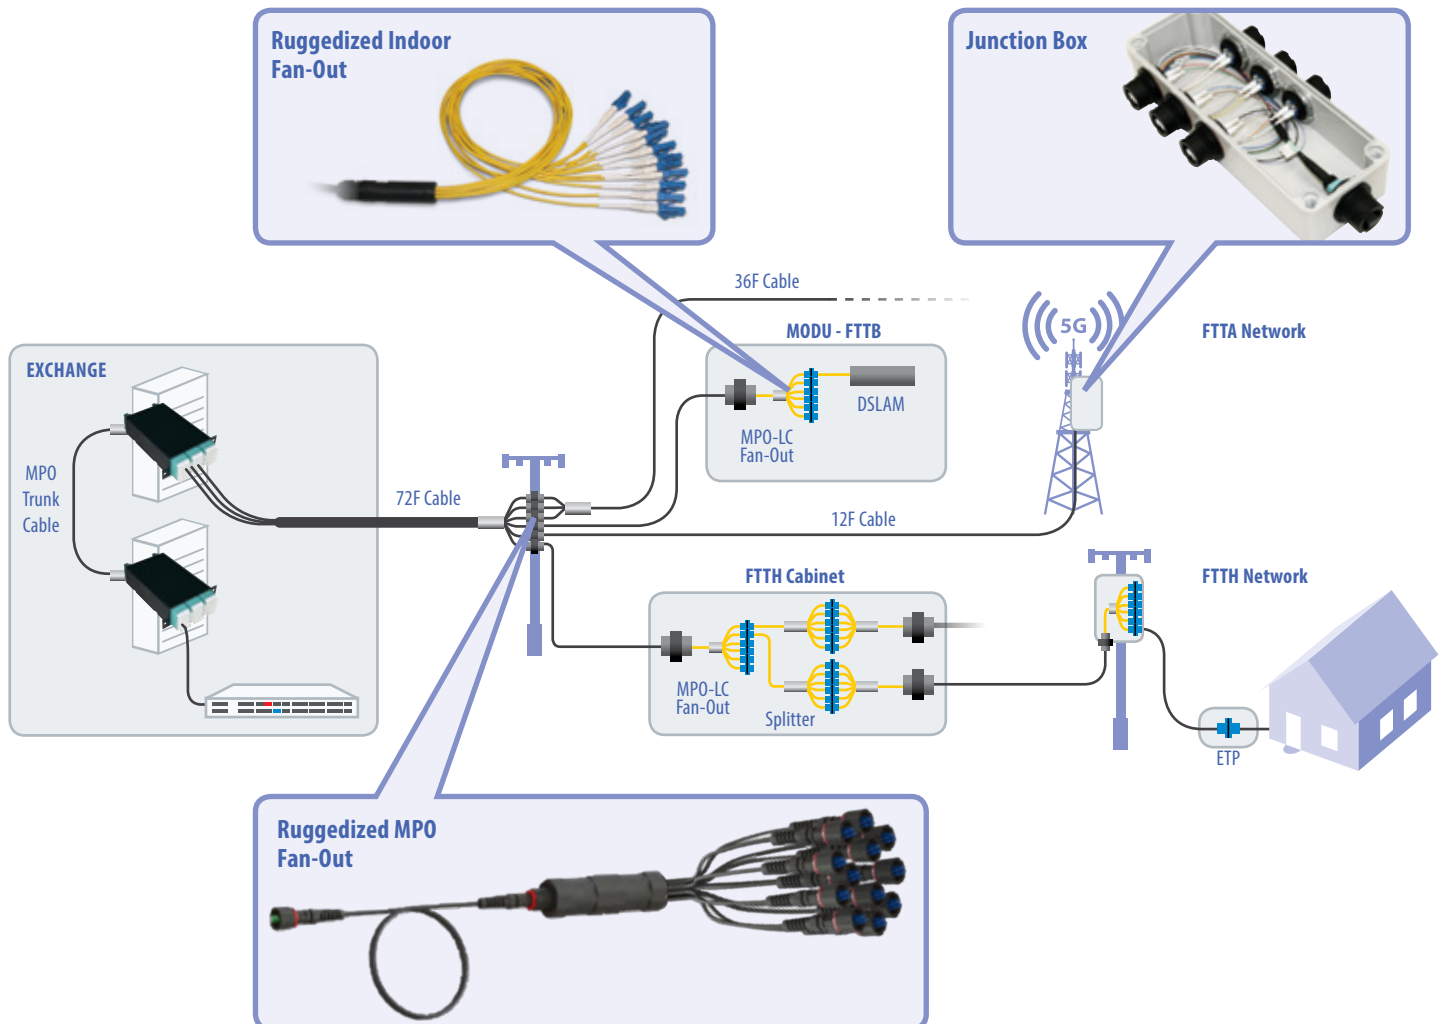 Ruggedized Indoor
Fan-Out
Junction Box
36F Cable
5G
MODU - FTTB
FTTA Network
EXCHANGE
DSLAM
MPO-LC
Fan-Out
MPO
Trunk
Cable
72F Cable
12F Cable
FTTH Cabinet
FTTH Network
MPO-LC
Fan-Out
Splitter
ETP
Ruggedized MPO
Fan-Out